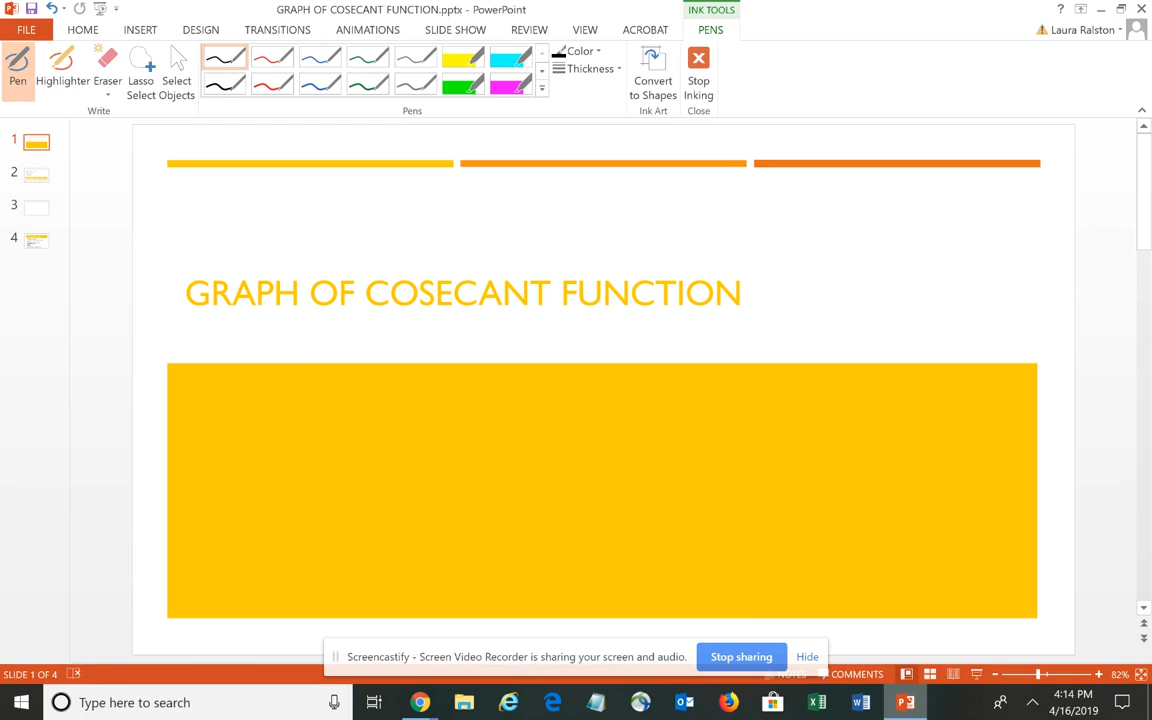 GRAPH OF COSECANT FUNCTION.pptx - PowerPoint
INK TOOLS
?
FILE
HOME
INSERT
DESIGN
TRANSITIONS
ANIMATIONS
SLIDE SHOW
REVIEW
VIEW
ACROBAT
PENS
Laura Ralston
Pen
Highlighter
Eraser
Lasso Select
Select Objects
Color
Thickness
Convert to Shapes
Stop Inking
Write
Pens
Ink Art
Close
1
2
3
4
GRAPH OF COSECANT FUNCTION
Screencastify - Screen Video Recorder is sharing your screen and audio.
Stop sharing
Hide
SLIDE 1 OF 4
NOTES
COMMENTS
82%
Type here to search
4:14 PM
4/16/2019